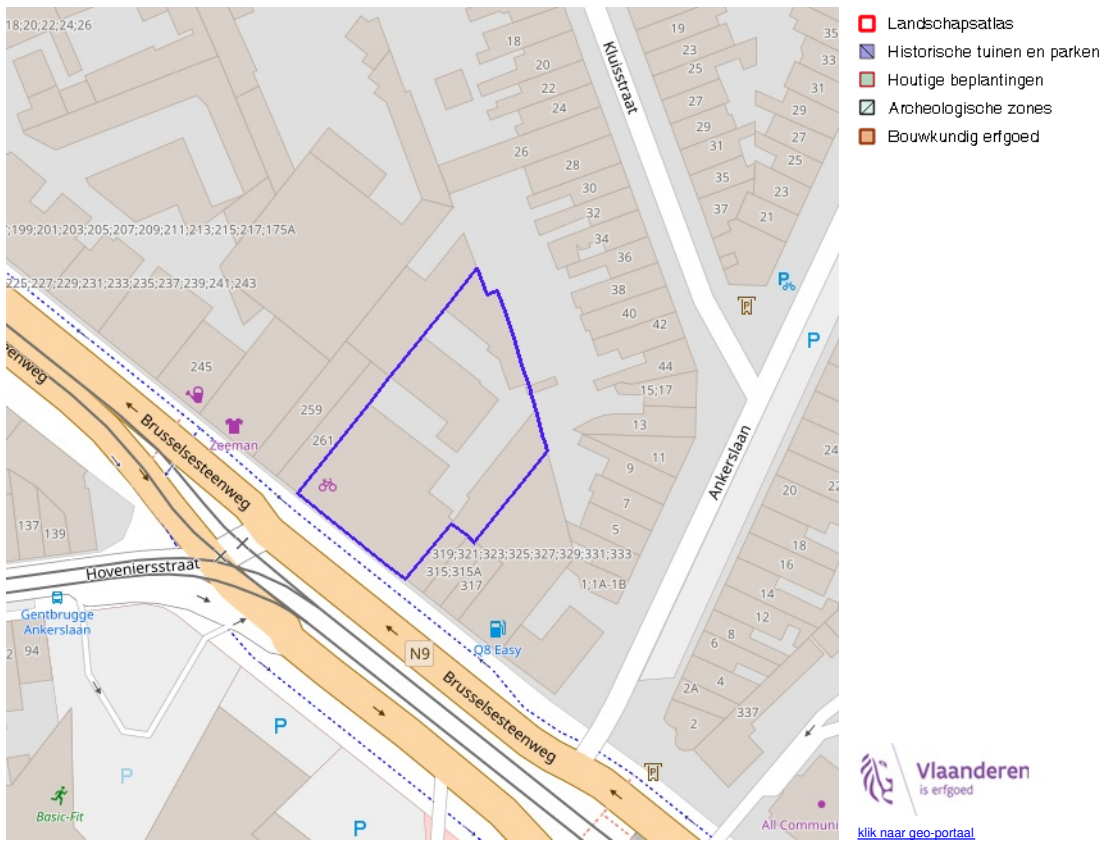 18;20;22;24;26
18
20
22
24
26
28
30
32
34
36
38
40
42
44
15;17
13
11
9
7
5
1;1A-1B
Kluisstraat
19
23
25
27
29
31
35
37
35
33
31
29
27
25
23
21
P
P
P
;199;201;203;205;207;209;211;213;215;217;175A
225;227;229;231;233;235;237;239;241;243
245
Zeeman
259
261
Brusselsesteenweg
eenweg
137
139
Hoveniersstraat
Gentbrugge
Ankerslaan
2
94
319;321;323;325;327;329;331;333
315;315A
317
Q8 Easy
N9
Brusselsesteenweg
Ankerslaan
24
22
20
18
16
14
12
8
6
4
2A
2
337
P
P
P
P
Basic-Fit
All Communi
Landschapsatlas
Historische tuinen en parken
Houtige beplantingen
Archeologische zones
Bouwkundig erfgoed
Vlaanderen
is erfgoed
klik naar geo-portaal